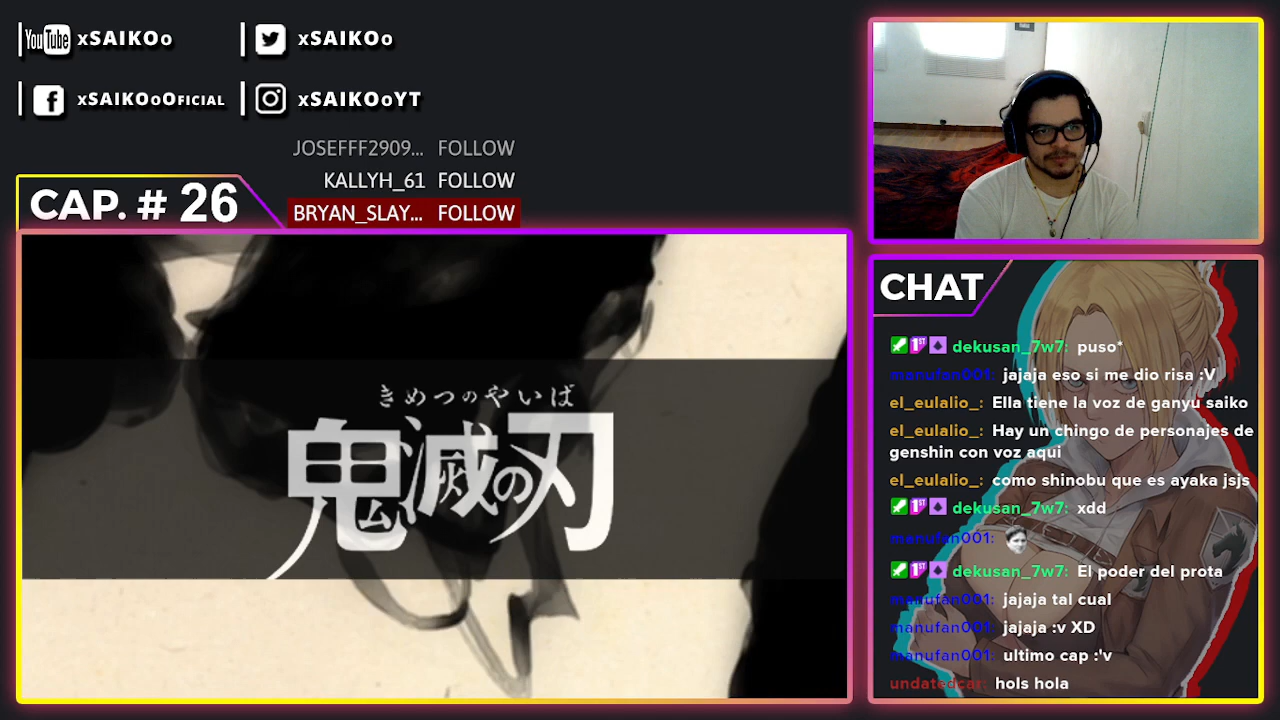 YouTube xSAIKOo
xSAIKOo
xSAIKOoOFICIAL
xSAIKOoYT
JOSEFFF2909... FOLLOW
KALLYH_61 FOLLOW
BRYAN_SLAY... FOLLOW
CAP. # 26
きめつのやいば
鬼滅の刃
CHAT
dekusan_7w7: puso*
manufan001: jajaja eso si me dio risa :V
el_eulalio_: Ella tiene la voz de ganyu saiko
el_eulalio_: Hay un chingo de personajes de
genshin con voz aqui
el_eulalio_: como shinobu que es ayaka jsjs
dekusan_7w7: xdd
manufan001:
dekusan_7w7: El poder del prota
manufan001: jajaja tal cual
manufan001: jajaja :v XD
manufan001: ultimo cap :'v
undatedcar: hols hola